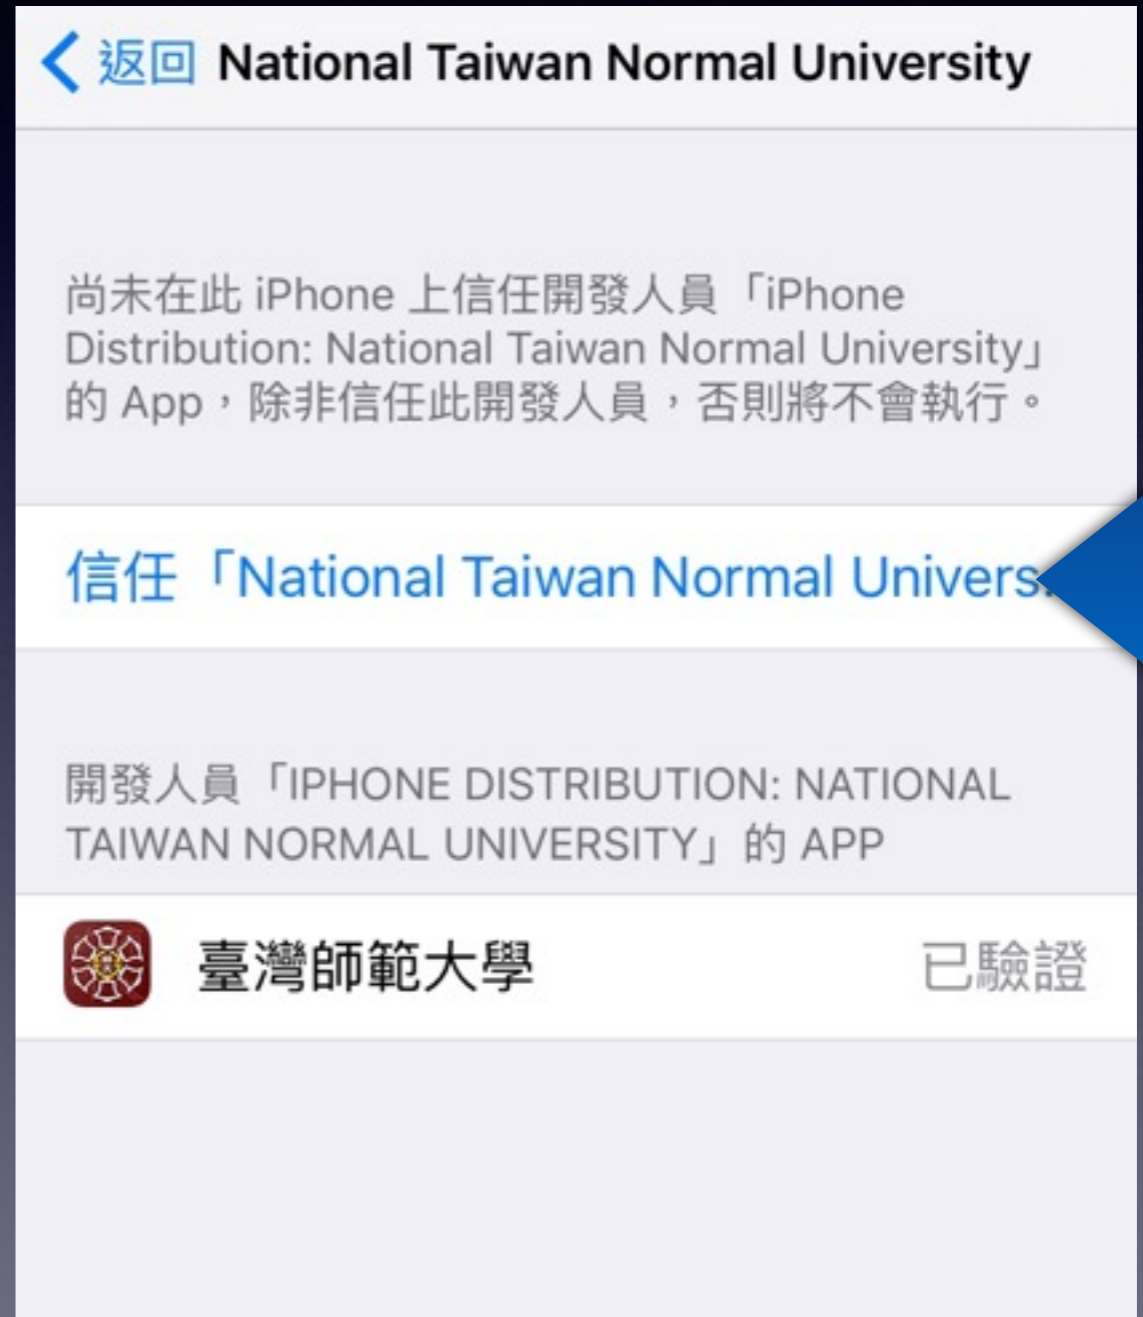 返回 National Taiwan Normal University
尚未在此 iPhone 上信任開發人員「iPhone
Distribution: National Taiwan Normal University」
的 App，除非信任此開發人員，否則將不會執行。
信任「National Taiwan Normal Univers
開發人員「IPHONE DISTRIBUTION: NATIONAL
TAIWAN NORMAL UNIVERSITY」的 APP
臺灣師範大學 已驗證